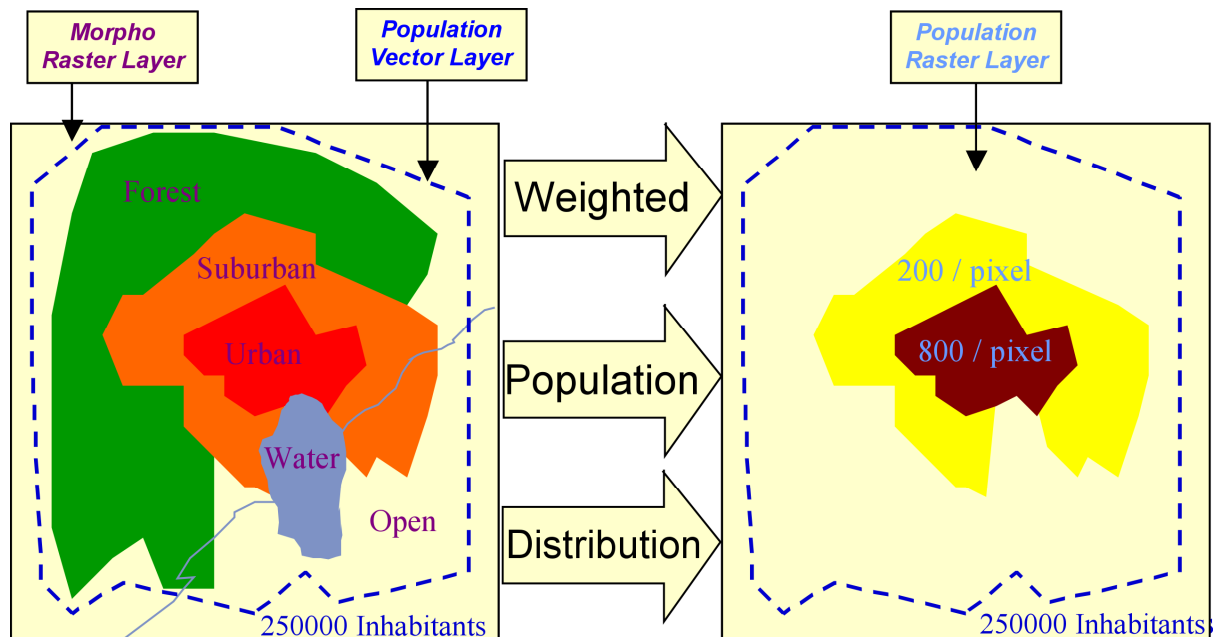 Morpho
Raster Layer
Population
Vector Layer
Population
Raster Layer
Forest
Suburban
Urban
Water
Open
250000 Inhabitants
Weighted
Population
Distribution
200 / pixel
800 / pixel
250000 Inhabitants